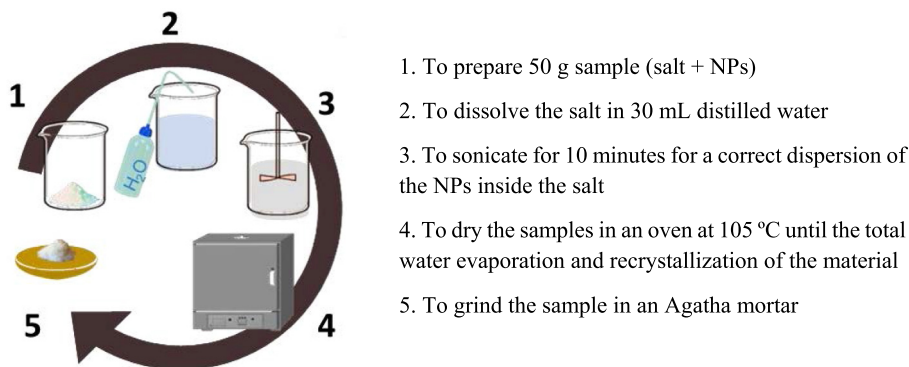 1
2
3
4
5
H₂O
1. To prepare 50 g sample (salt + NPs)
2. To dissolve the salt in 30 mL distilled water
3. To sonicate for 10 minutes for a correct dispersion of
the NPs inside the salt
4. To dry the samples in an oven at 105 ºC until the total
water evaporation and recrystallization of the material
5. To grind the sample in an Agatha mortar